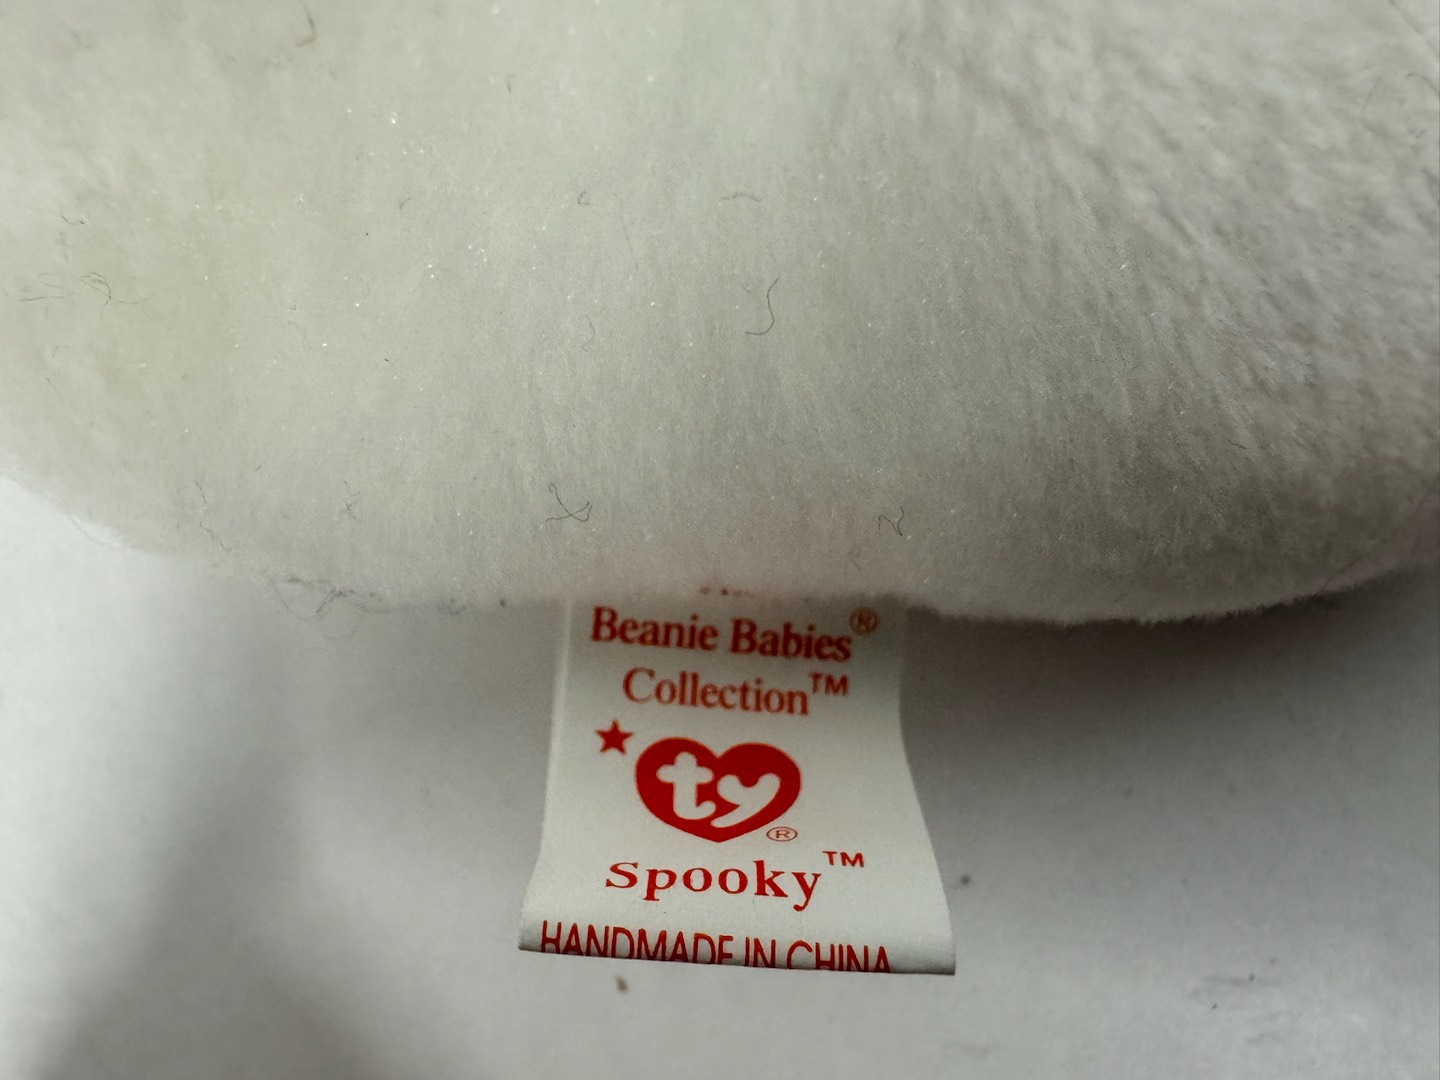 Beanie Babies®
Collection™
ty
®
Spooky™
HANDMADE IN CHINA